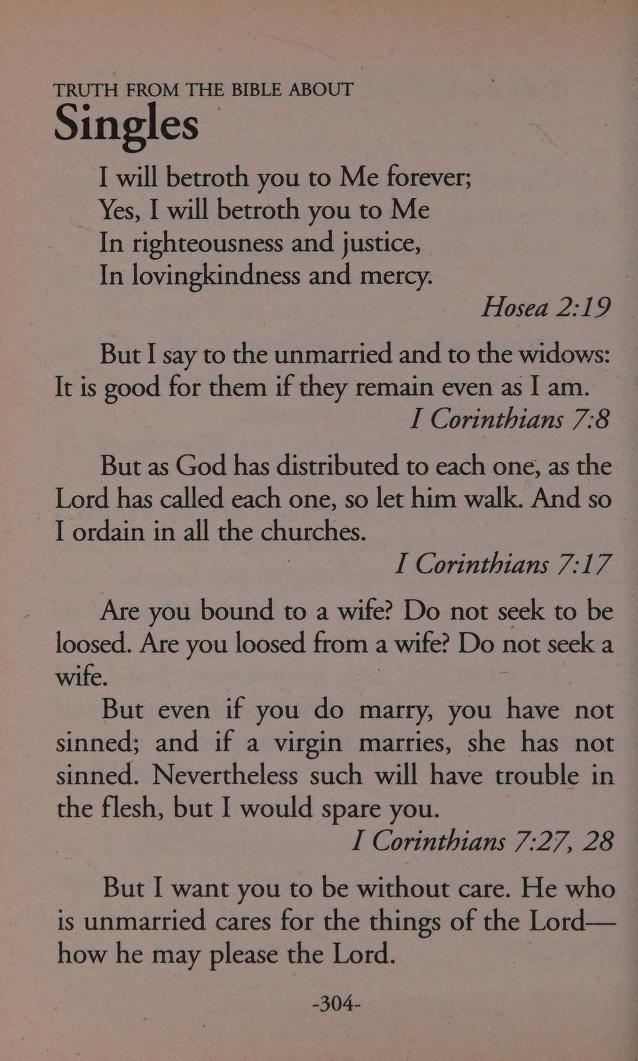 TRUTH FROM THE BIBLE ABOUT
Singles
I will betroth you to Me forever;
Yes, I will betroth you to Me
In righteousness and justice,
In lovingkindness and mercy.
Hosea 2:19
But I say to the unmarried and to the widows:
It is good for them if they remain even as I am.
I Corinthians 7:8
But as God has distributed to each one, as the
Lord has called each one, so let him walk. And so
I ordain in all the churches.
I Corinthians 7:17
Are you bound to a wife? Do not seek to be
loosed. Are you loosed from a wife? Do not seek a
wife.
But even if you do marry, you have not
sinned; and if a virgin marries, she has not
sinned. Nevertheless such will have trouble in
the flesh, but I would spare you.
I Corinthians 7:27, 28
But I want you to be without care. He who
is unmarried cares for the things of the Lord—
how he may please the Lord.
-304-